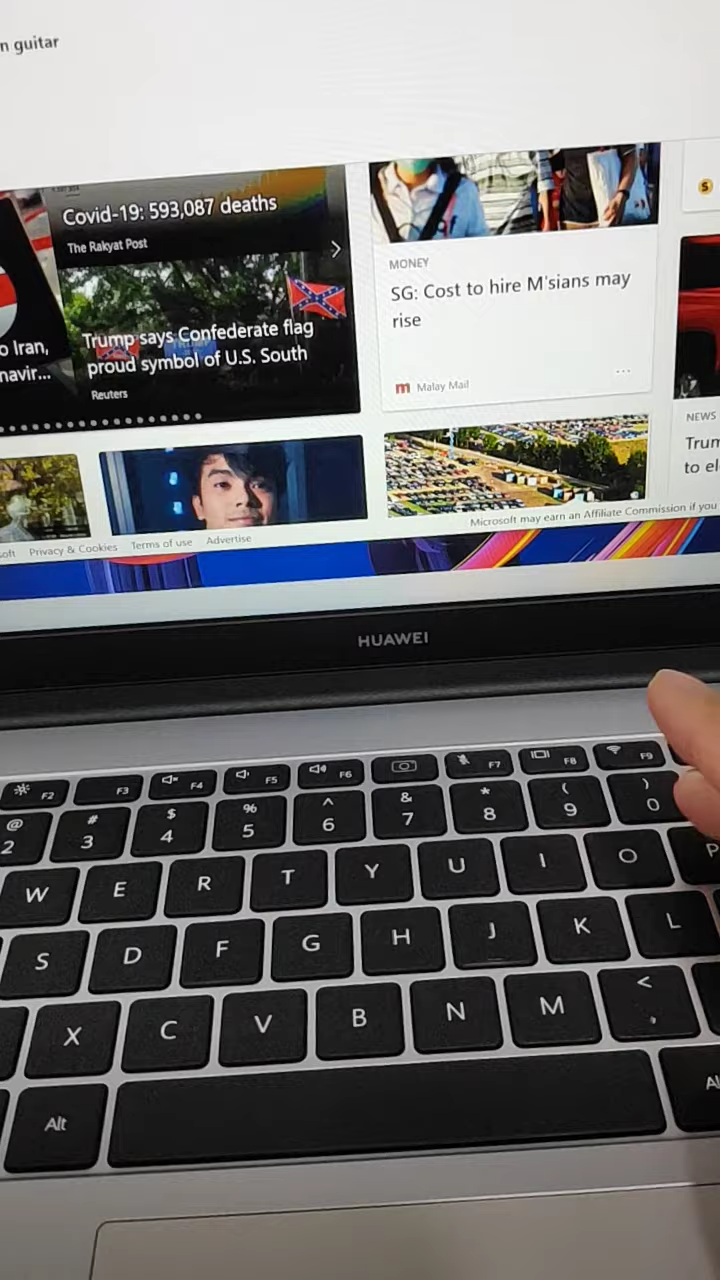 n guitar
Covid-19: 593,087 deaths
The Rakyat Post
Trump says Confederate flag
proud symbol of U.S. South
Reuters
o Iran,
navir...
MONEY
SG: Cost to hire M'sians may
rise
m Malay Mail
...
$
NEWS
Trum
to el
Microsoft may earn an Affiliate Commission if you
soft Privacy & Cookies Terms of use Advertise
HUAWEI
F2 F3 F4 F5 F6 F7 F8 F9
@ # $ % ^ & * ( )
2 3 4 5 6 7 8 9 0
W E R T Y U I O P
S D F G H J K L
X C V B N M < ,
Alt Al